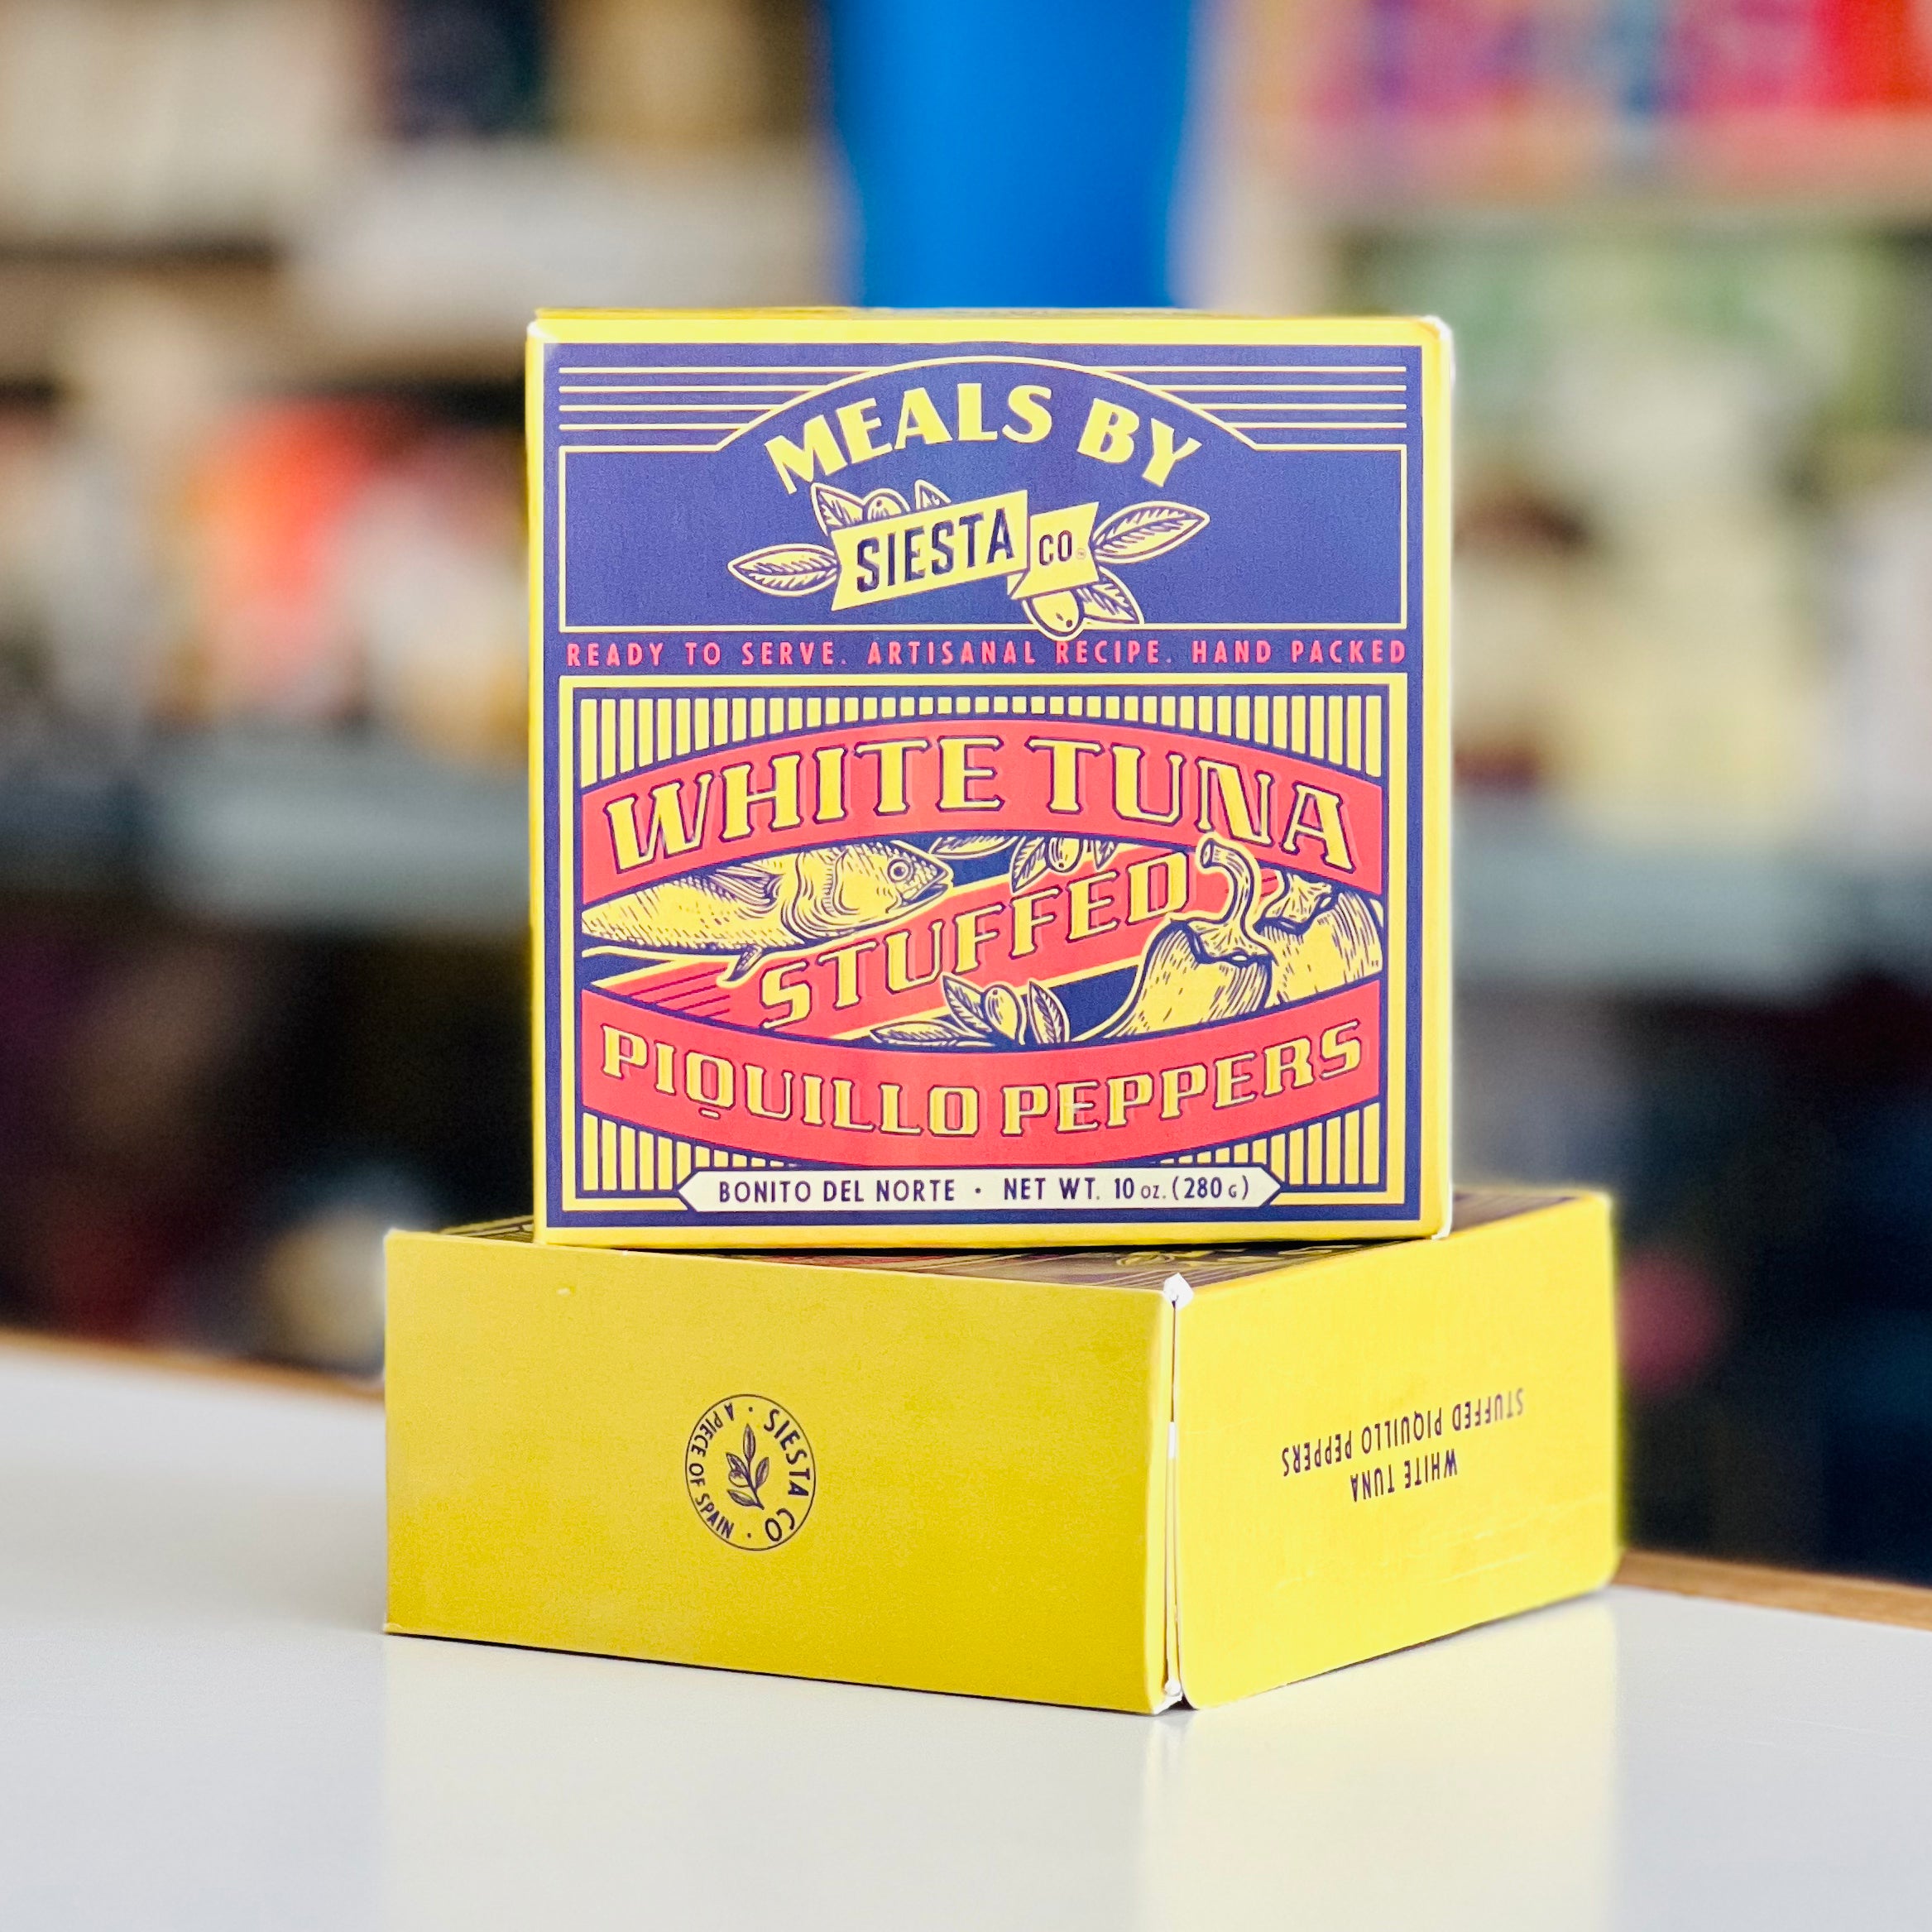 MEALS BY
SIESTA CO
READY TO SERVE. ARTISANAL RECIPE. HAND PACKED
WHITE TUNA
STUFFED
PIQUILLO PEPPERS
BONITO DEL NORTE · NET WT. 10 OZ. (280 G)
SIESTA CO · A PIECE OF SPAIN ·
WHITE TUNA
STUFFED PIQUILLO PEPPERS